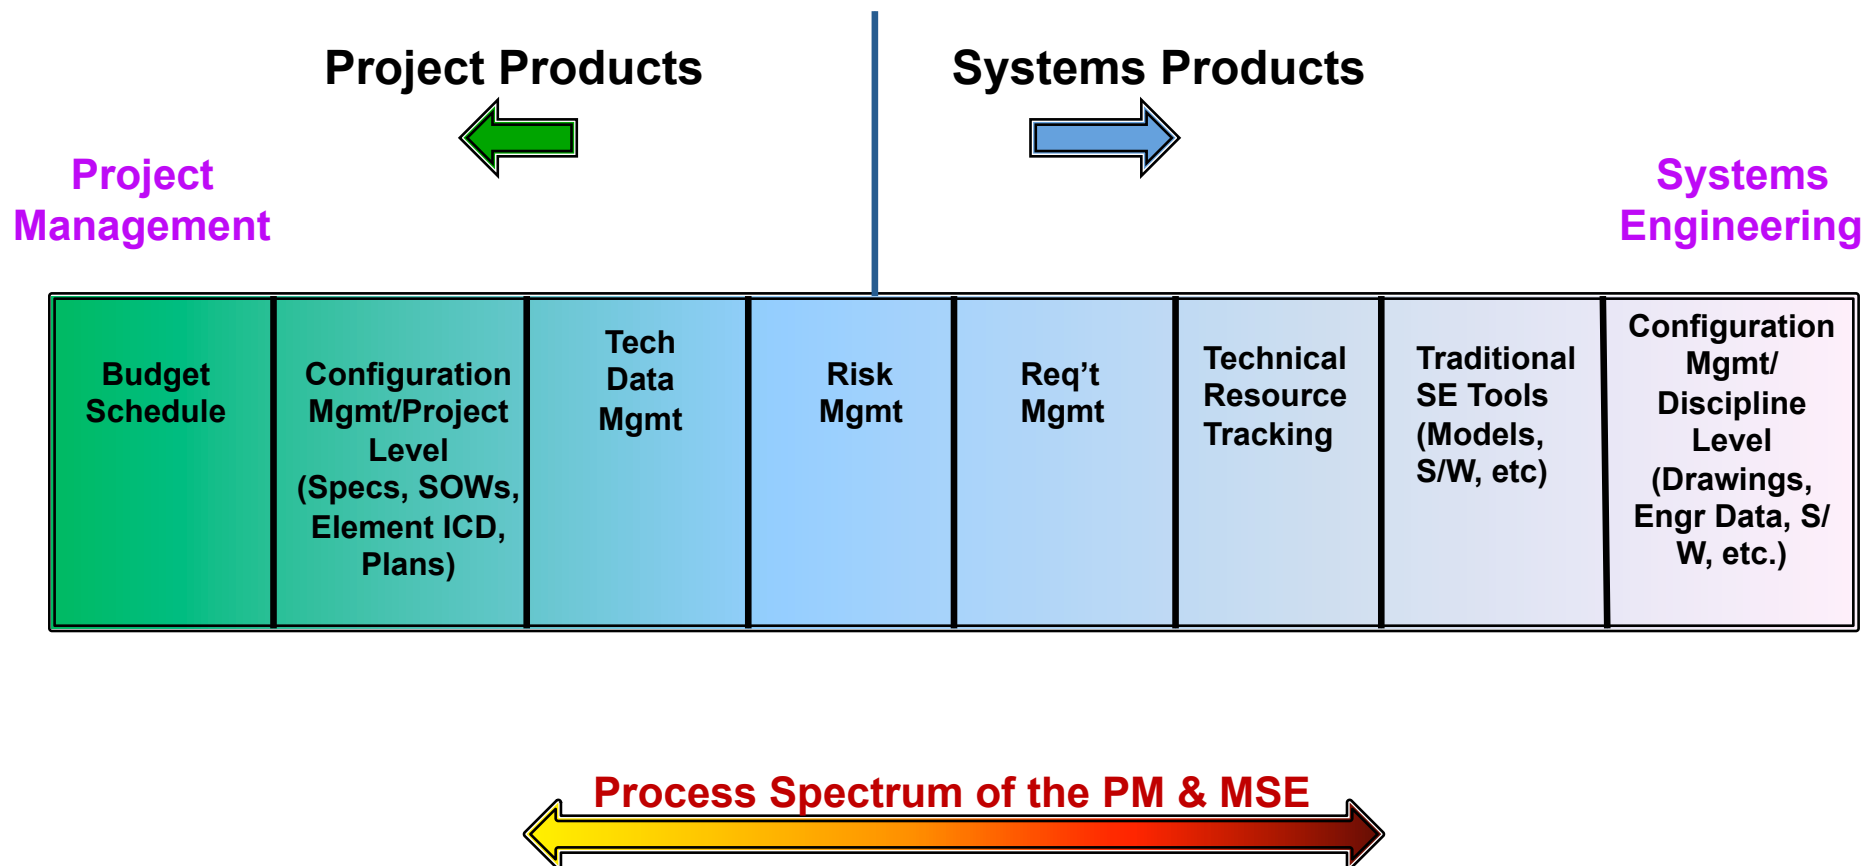 Project Products
Systems Products
Project
Management
Systems
Engineering
Budget
Schedule
Configuration
Mgmt/Project
Level
(Specs, SOWs,
Element ICD,
Plans)
Tech
Data
Mgmt
Risk
Mgmt
Req’t
Mgmt
Technical
Resource
Tracking
Traditional
SE Tools
(Models,
S/W, etc)
Configuration
Mgmt/
Discipline
Level
(Drawings,
Engr Data, S/
W, etc.)
Process Spectrum of the PM & MSE